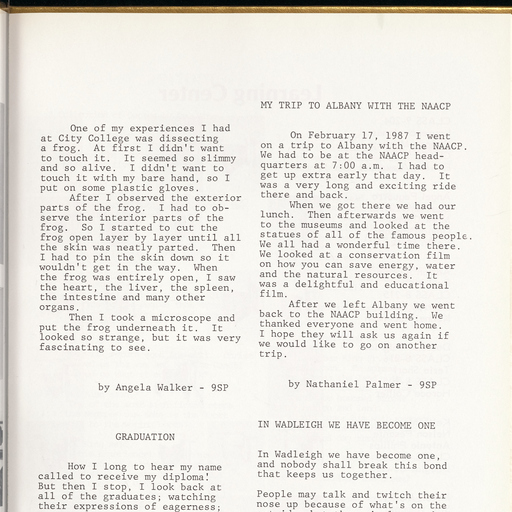 One of my experiences I had
at City College was dissecting
a frog. At first I didn't want
to touch it. It seemed so slimmy
and so alive. I didn't want to
touch it with my bare hand, so I
put on some plastic gloves.
After I observed the exterior
parts of the frog. I had to ob-
serve the interior parts of the
frog. So I started to cut the
frog open layer by layer until all
the skin was neatly parted. Then
I had to pin the skin down so it
wouldn't get in the way. When
the frog was entirely open, I saw
the heart, the liver, the spleen,
the intestine and many other
organs.
Then I took a microscope and
put the frog underneath it. It
looked so strange, but it was very
fascinating to see.
by Angela Walker - 9SP
GRADUATION
How I long to hear my name
called to receive my diploma!
But then I stop, I look back at
all of the graduates; watching
their expressions of eagerness;
MY TRIP TO ALBANY WITH THE NAACP
On February 17, 1987 I went
on a trip to Albany with the NAACP.
We had to be at the NAACP head-
quarters at 7:00 a.m. I had to
get up extra early that day. It
was a very long and exciting ride
there and back.
When we got there we had our
lunch. Then afterwards we went
to the museums and looked at the
statues of all of the famous people.
We all had a wonderful time there.
We looked at a conservation film
on how you can save energy, water
and the natural resources. It
was a delightful and educational
film.
After we left Albany we went
back to the NAACP building. We
thanked everyone and went home.
I hope they will ask us again if
we would like to go on another
trip.
by Nathaniel Palmer - 9SP
IN WADLEIGH WE HAVE BECOME ONE
In Wadleigh we have become one,
and nobody shall break this bond
that keeps us together.
People may talk and twitch their
nose up because of what's on the